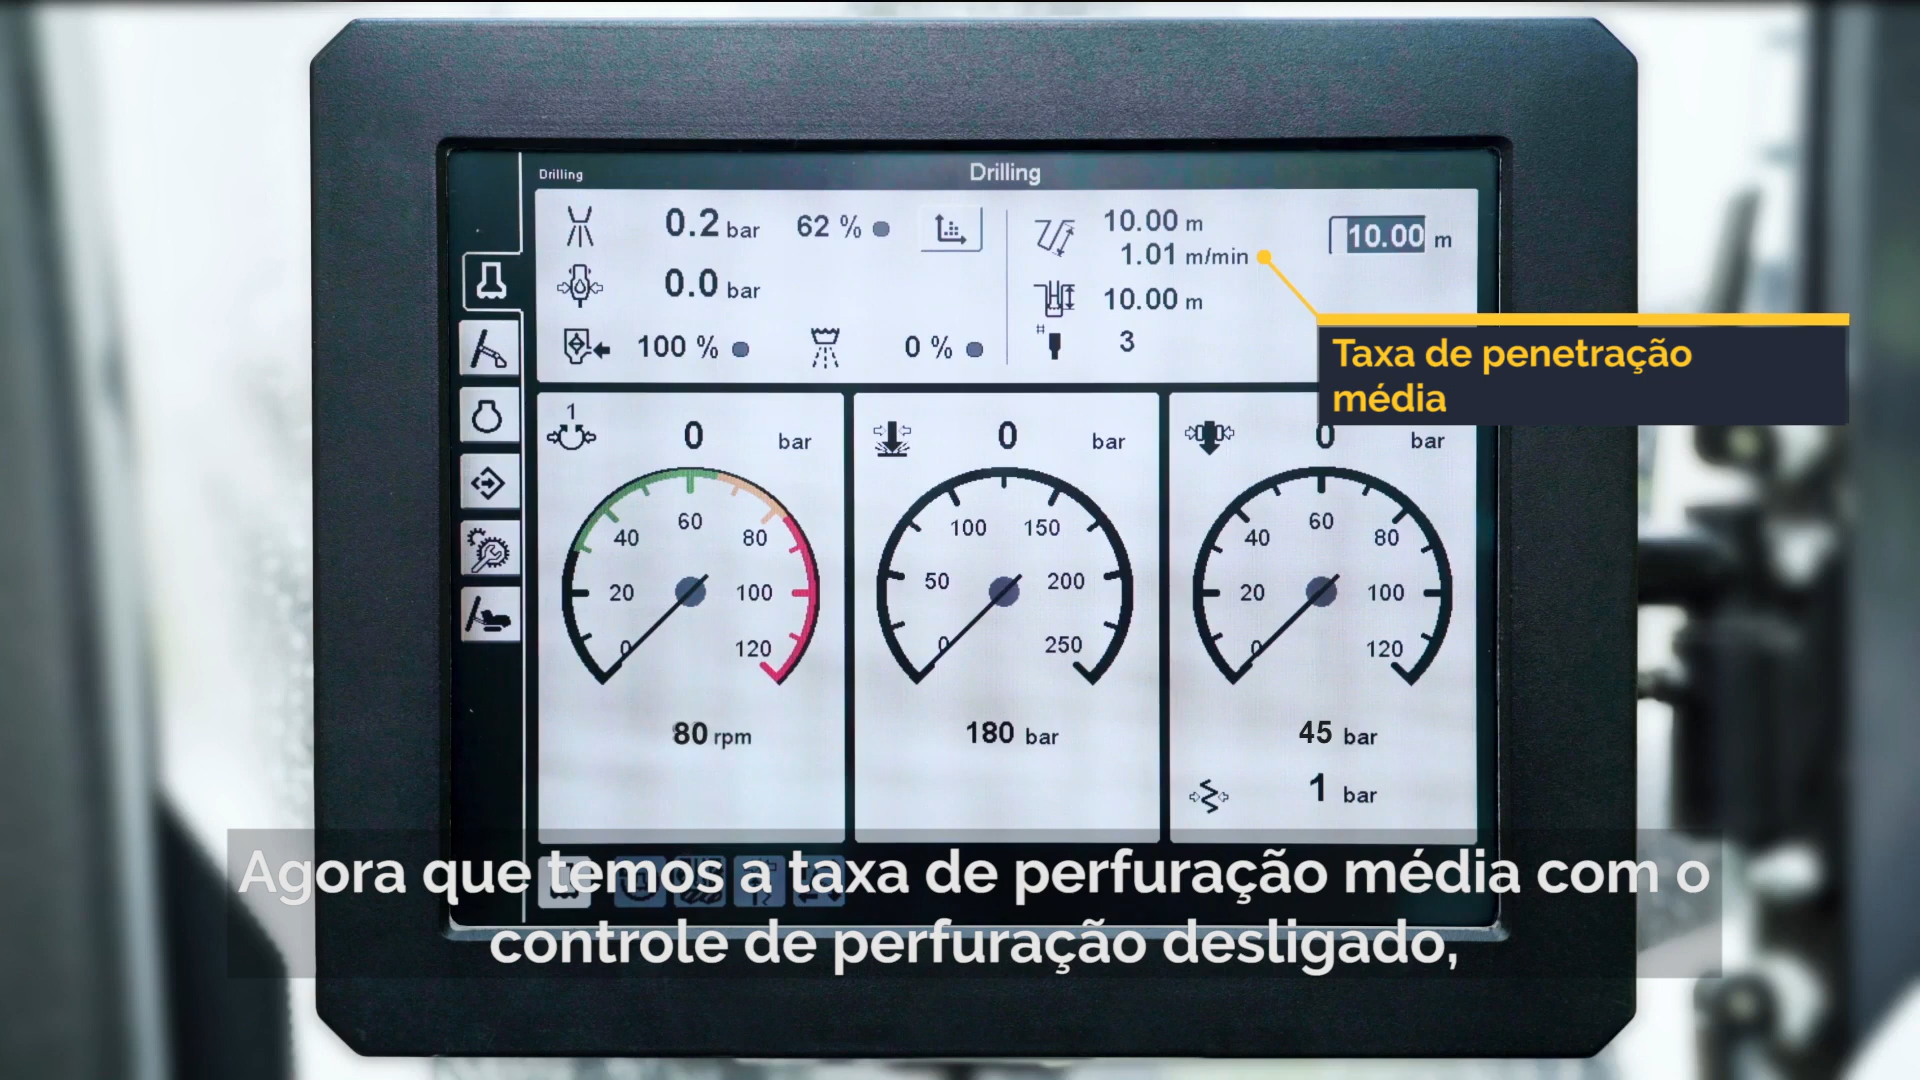 Drilling
Drilling
0.2 bar 62 %
0.0 bar
100 % 0 %
10.00 m
1.01 m/min
10.00 m
# 3
10.00 m
Taxa de penetração
média
1 0 bar
0 20 40 60 80 100 120
80 rpm
0 bar
0 50 100 150 200 250
180 bar
0 bar
0 20 40 60 80 100 120
45 bar
1 bar
Agora que temos a taxa de perfuração média com o
controle de perfuração desligado,